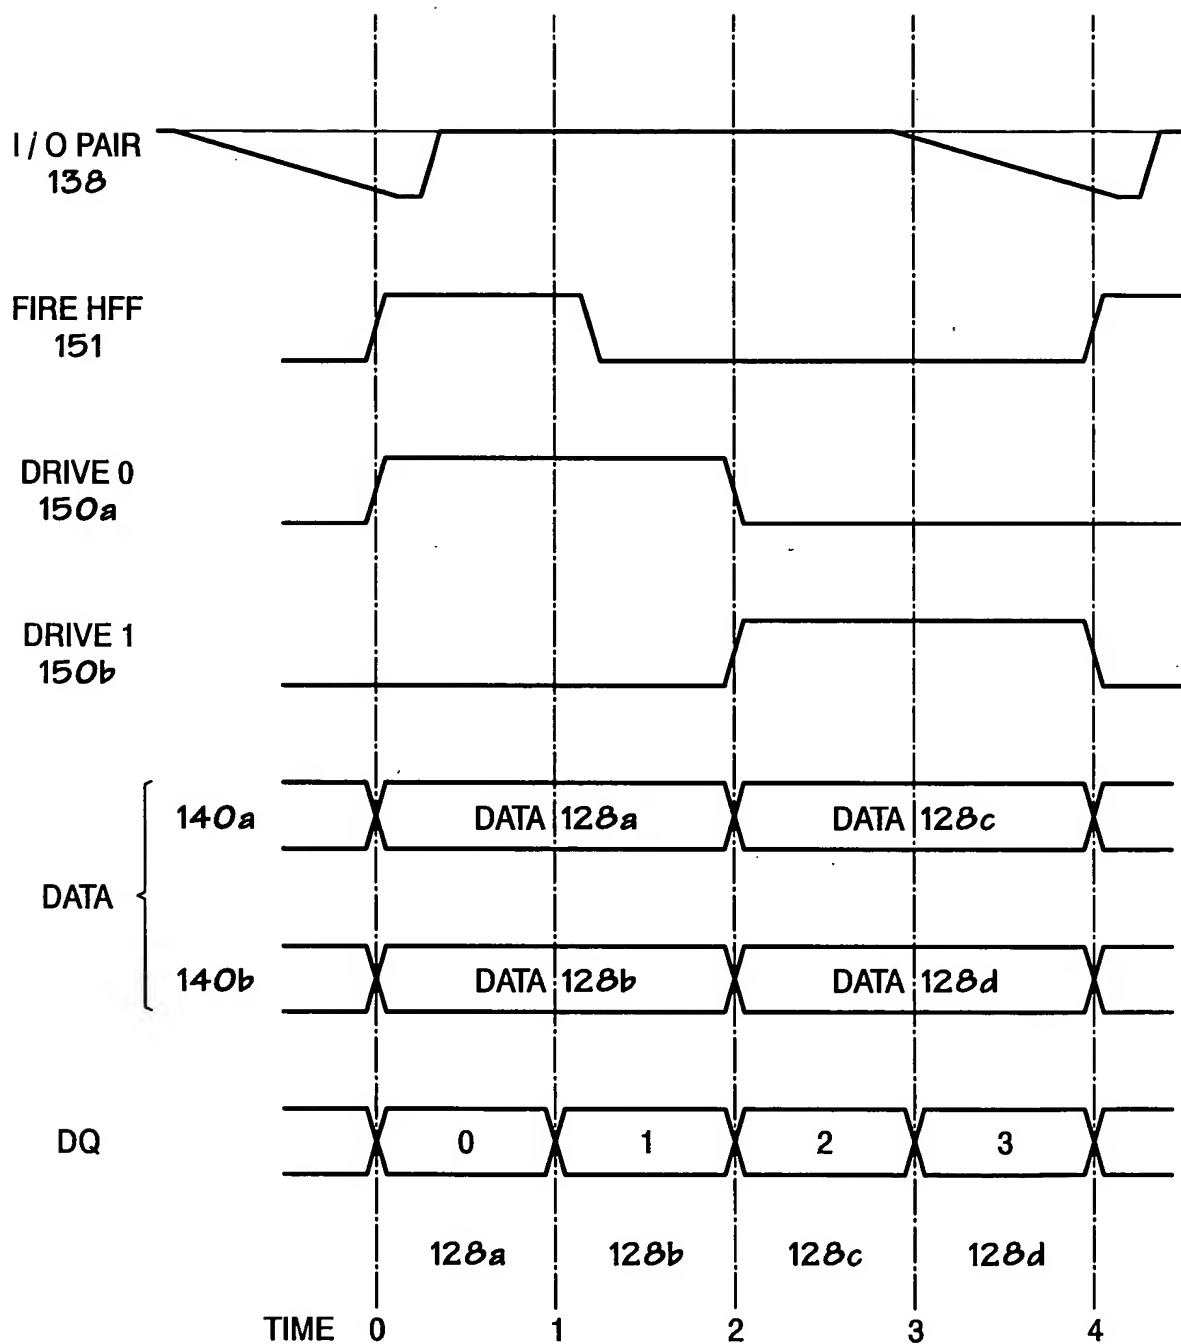 I / O PAIR
138
FIRE HFF
151
DRIVE 0
150a
DRIVE 1
150b
DATA
140a
DATA 128a
DATA 128c
140b
DATA 128b
DATA 128d
DQ
0
1
2
3
128a
128b
128c
128d
TIME 0 1 2 3 4